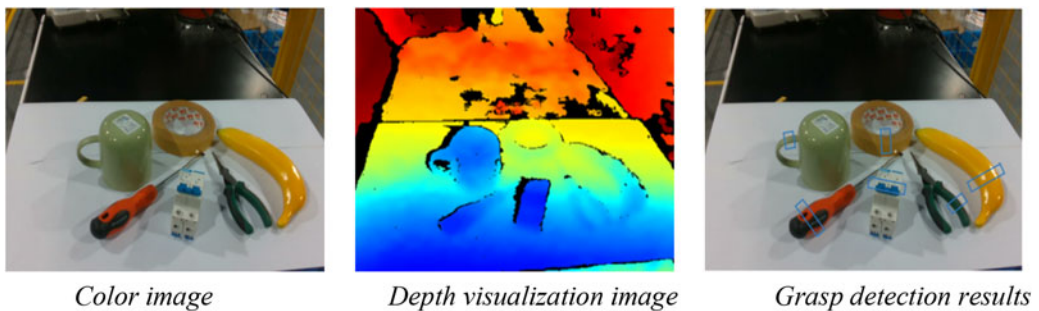 Color image
Depth visualization image
Grasp detection results